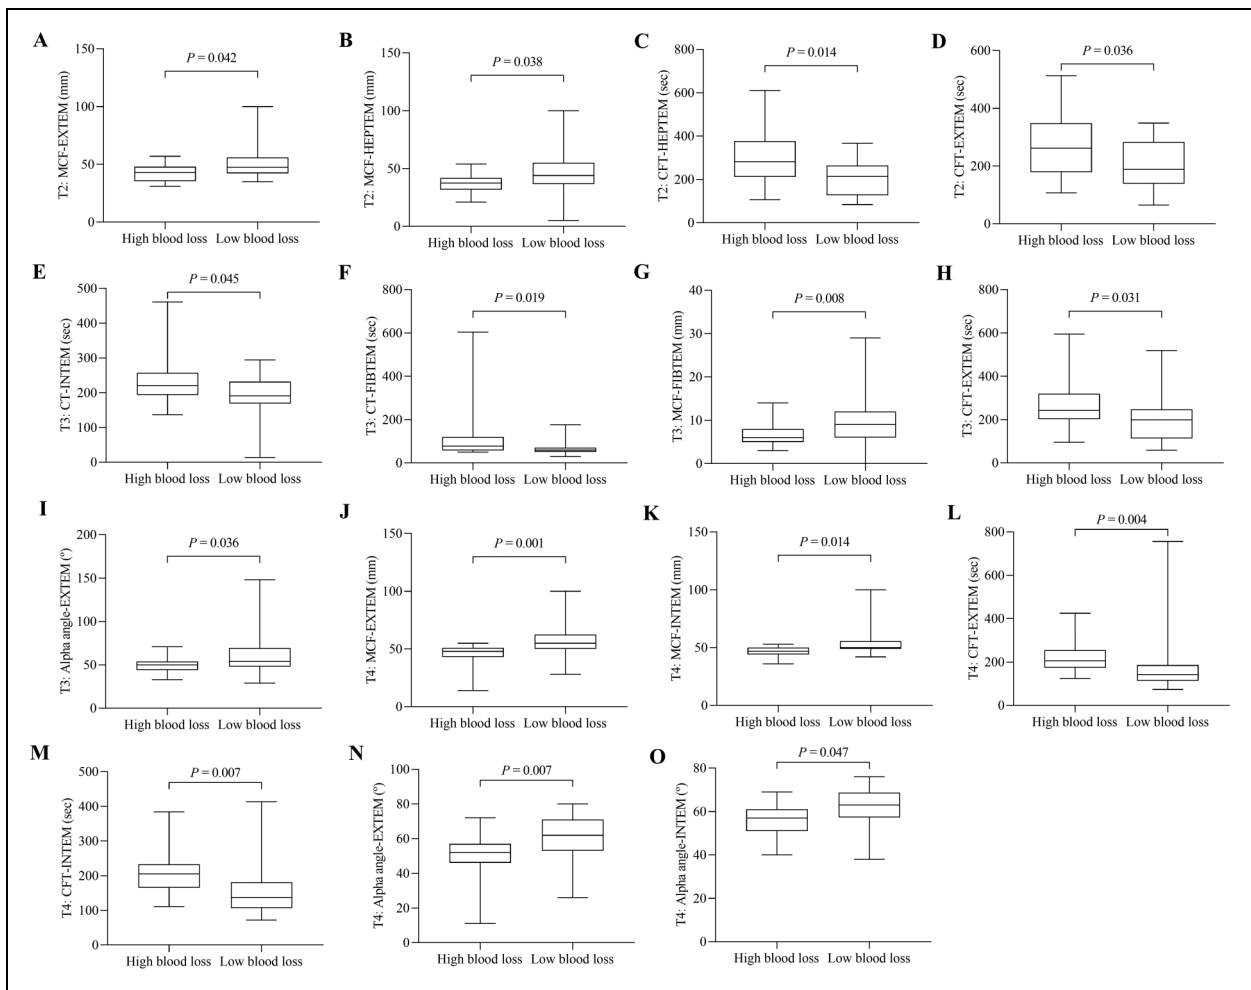 A
T2: MCF-EXTEM (mm)
150
100
50
0
P = 0.042
High blood loss Low blood loss
B
T2: MCF-HEPTEM (mm)
150
100
50
0
P = 0.038
High blood loss Low blood loss
C
T2: CFT-HEPTEM (sec)
800
600
400
200
0
P = 0.014
High blood loss Low blood loss
D
T2: CFT-EXTEM (sec)
600
400
200
0
P = 0.036
High blood loss Low blood loss
E
T3: CT-INTEM (sec)
500
400
300
200
100
0
P = 0.045
High blood loss Low blood loss
F
T3: CT-FIBTEM (sec)
800
600
400
200
0
P = 0.019
High blood loss Low blood loss
G
T3: MCF-FIBTEM (mm)
40
30
20
10
0
P = 0.008
High blood loss Low blood loss
H
T3: CFT-EXTEM (sec)
800
600
400
200
0
P = 0.031
High blood loss Low blood loss
I
T3: Alpha angle-EXTEM (º)
200
150
100
50
0
P = 0.036
High blood loss Low blood loss
J
T4: MCF-EXTEM (mm)
150
100
50
0
P = 0.001
High blood loss Low blood loss
K
T4: MCF-INTEM (mm)
150
100
50
0
P = 0.014
High blood loss Low blood loss
L
T4: CFT-EXTEM (sec)
800
600
400
200
0
P = 0.004
High blood loss Low blood loss
M
T4: CFT-INTEM (sec)
500
400
300
200
100
0
P = 0.007
High blood loss Low blood loss
N
T4: Alpha angle-EXTEM (º)
100
80
60
40
20
0
P = 0.007
High blood loss Low blood loss
O
T4: Alpha angle-INTEM (º)
80
60
40
20
0
P = 0.047
High blood loss Low blood loss